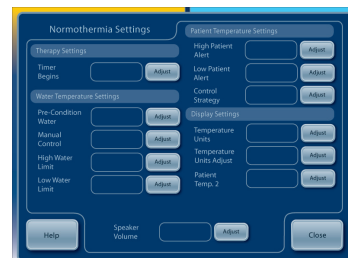 Normothermia Settings
Therapy Settings
Timer
Begins
Adjust
Water Temperature Settings
Pre-Condition
Water
Adjust
Manual
Control
Adjust
High Water
Limit
Adjust
Low Water
Limit
Adjust
Patient Temperature Settings
High Patient
Alert
Adjust
Low Patient
Alert
Adjust
Control
Strategy
Adjust
Display Settings
Temperature
Units
Adjust
Temperature
Units Adjust
Adjust
Patient
Temp. 2
Adjust
Help
Speaker
Volume
Adjust
Close